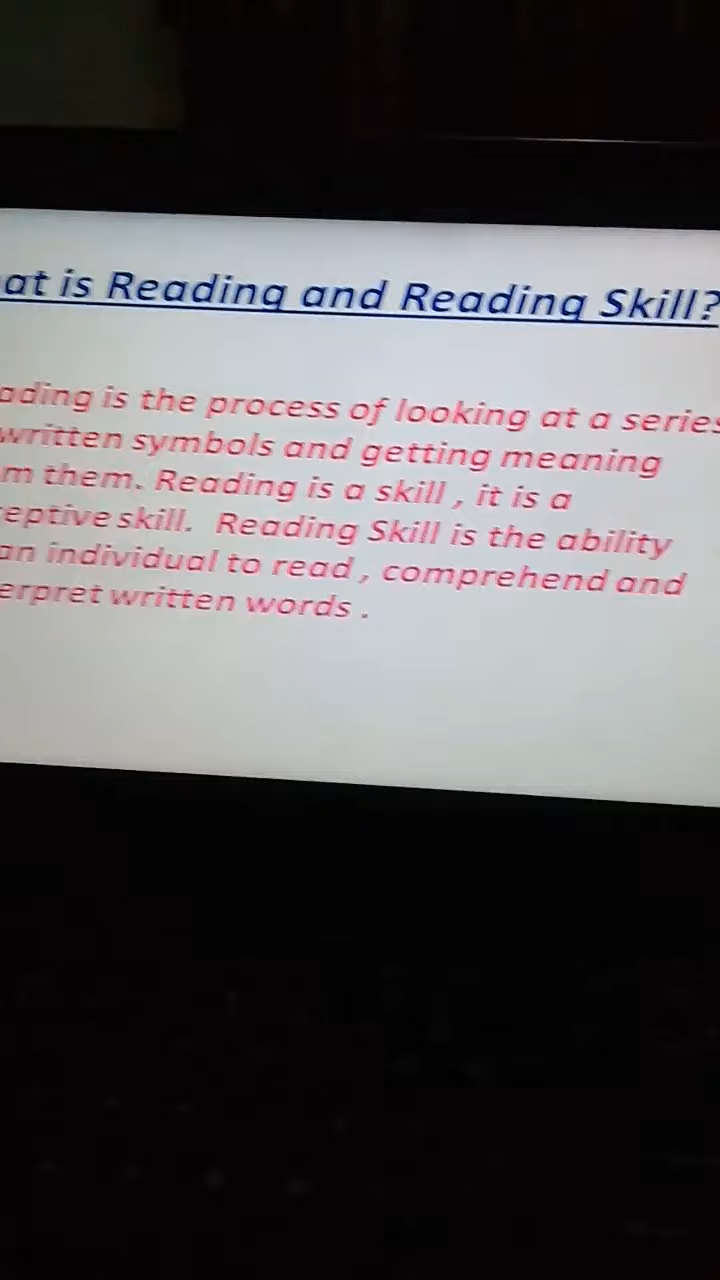 at is Reading and Reading Skill?
ading is the process of looking at a series
written symbols and getting meaning
m them. Reading is a skill , it is a
eptive skill. Reading Skill is the ability
an individual to read , comprehend and
erpret written words .